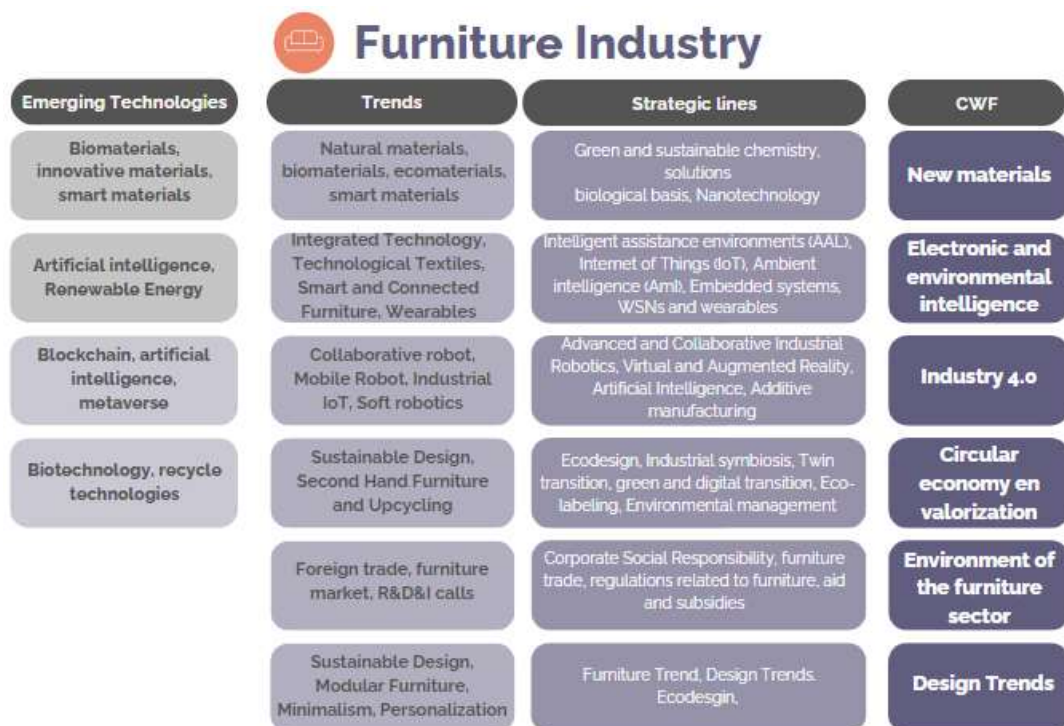 Furniture Industry
Emerging Technologies
Trends
Strategic lines
CWF
Biomaterials,
innovative materials,
smart materials
Natural materials,
biomaterials, ecomaterials,
smart materials
Green and sustainable chemistry,
solutions
biological basis, Nanotechnology
New materials
Artificial intelligence,
Renewable Energy
Integrated Technology,
Technological Textiles,
Smart and Connected
Furniture, Wearables
Intelligent assistance environments (AAL),
Internet of Things (IoT), Ambient
intelligence (AmI), Embedded systems,
WSNs and wearables
Electronic and
environmental
intelligence
Blockchain, artificial
intelligence,
metaverse
Collaborative robot,
Mobile Robot, Industrial
IoT, Soft robotics
Advanced and Collaborative Industrial
Robotics, Virtual and Augmented Reality,
Artificial Intelligence, Additive
manufacturing
Industry 4.0
Biotechnology, recycle
technologies
Sustainable Design,
Second Hand Furniture
and Upcycling
Ecodesign, Industrial symbiosis, Twin
transition, green and digital transition, Eco-
labeling, Environmental management
Circular
economy en
valorization
Foreign trade, furniture
market, R&D&I calls
Corporate Social Responsibility, furniture
trade, regulations related to furniture, aid
and subsidies
Environment of
the furniture
sector
Sustainable Design,
Modular Furniture,
Minimalism, Personalization
Furniture Trend, Design Trends.
Ecodesgin,
Design Trends